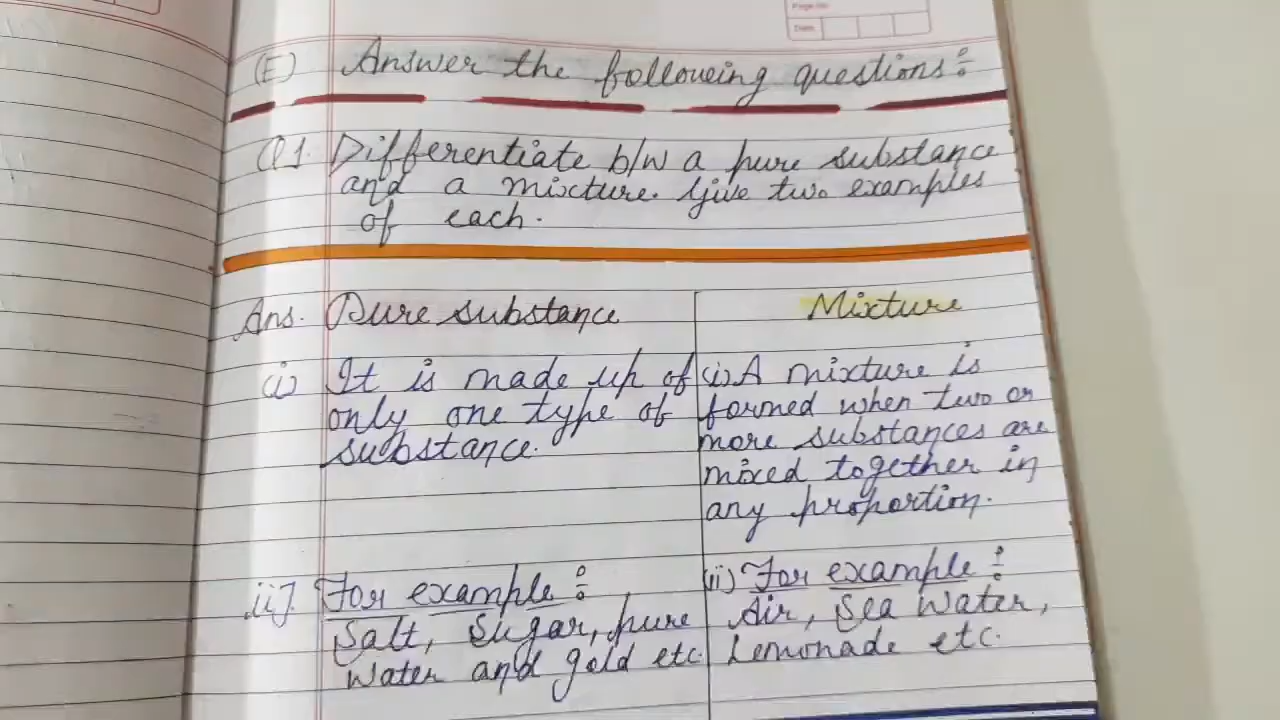 Page No.
Date
(E) Answer the following questions:
Q1. Differentiate b/w a pure substance
and a mixture. Give two examples
of each.
Ans. Pure substance
(i) It is made up of
only one type of
substance.
ii). For example:
Salt, Sugar, pure
Water and gold etc
Mixture
(i) A mixture is
formed when two or
more substances are
mixed together in
any proportion.
(ii) For example:
Air, Sea Water,
Lemonade etc.